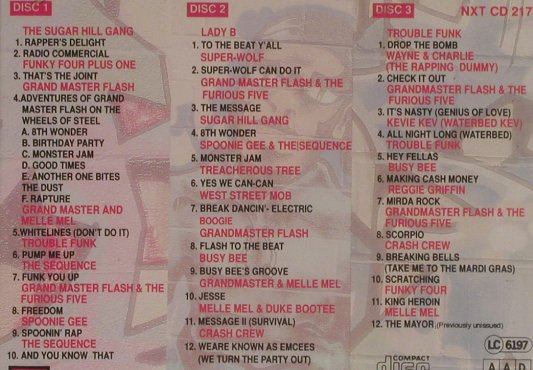 DISC 1
THE SUGAR HILL GANG
1. RAPPER'S DELIGHT
2. RADIO COMMERCIAL
FUNKY FOUR PLUS ONE
3. THAT'S THE JOINT
GRAND MASTER FLASH
4.ADVENTURES OF GRAND
MASTER FLASH ON THE
WHEELS OF STEEL
A. 8TH WONDER
B. BIRTHDAY PARTY
C. MONSTER JAM
D. GOOD TIMES
E. ANOTHER ONE BITES
THE DUST
F. RAPTURE
GRAND MASTER AND
MELLE MEL
5.WHITELINES (DON'T DO IT)
TROUBLE FUNK
6. PUMP ME UP
THE SEQUENCE
7. FUNK YOU UP
GRAND MASTER FLASH & THE
FURIOUS FIVE
8. FREEDOM
SPOONIE GEE
9. SPOONIN' RAP
THE SEQUENCE
10. AND YOU KNOW THAT
DISC 2
LADY B
1. TO THE BEAT Y'ALL
SUPER-WOLF
2. SUPER-WOLF CAN DO IT
GRAND MASTER FLASH & THE
FURIOUS FIVE
3. THE MESSAGE
SUGAR HILL GANG
4. 8TH WONDER
SPOONIE GEE & THE|SEQUENCE
5. MONSTER JAM
TREACHEROUS TREE
6. YES WE CAN-CAN
WEST STREET MOB
7. BREAK DANCIN'- ELECTRIC
BOOGIE
GRANDMASTER FLASH
8. FLASH TO THE BEAT
BUSY BEE
9. BUSY BEE'S GROOVE
GRANDMASTER & MELLE MEL
10. JESSE
MELLE MEL & DUKE BOOTEE
11. MESSAGE II (SURVIVAL)
CRASH CREW
12. WEARE KNOWN AS EMCEES
(WE TURN THE PARTY OUT)
DISC 3
NXT CD 217
TROUBLE FUNK
1. DROP THE BOMB
WAYNE & CHARLIE
(THE RAPPING DUMMY)
2. CHECK IT OUT
GRANDMASTER FLASH & THE
FURIOUS FIVE
3. IT'S NASTY (GENIUS OF LOVE)
KEVIE KEV (WATERBED KEV)
4. ALL NIGHT LONG (WATERBED)
TROUBLE FUNK
5. HEY FELLAS
BUSY BEE
6. MAKING CASH MONEY
REGGIE GRIFFIN
7. MIRDA ROCK
GRANDMASTER FLASH & THE
FURIOUS FIVE
8. SCORPIO
CRASH CREW
9. BREAKING BELLS
(TAKE ME TO THE MARDI GRAS)
10. SCRATCHING
FUNKY FOUR
11. KING HEROIN
MELLE MEL
12. THE MAYOR (Previously unissued)
LC 6197
COMPACT
disc
A A D